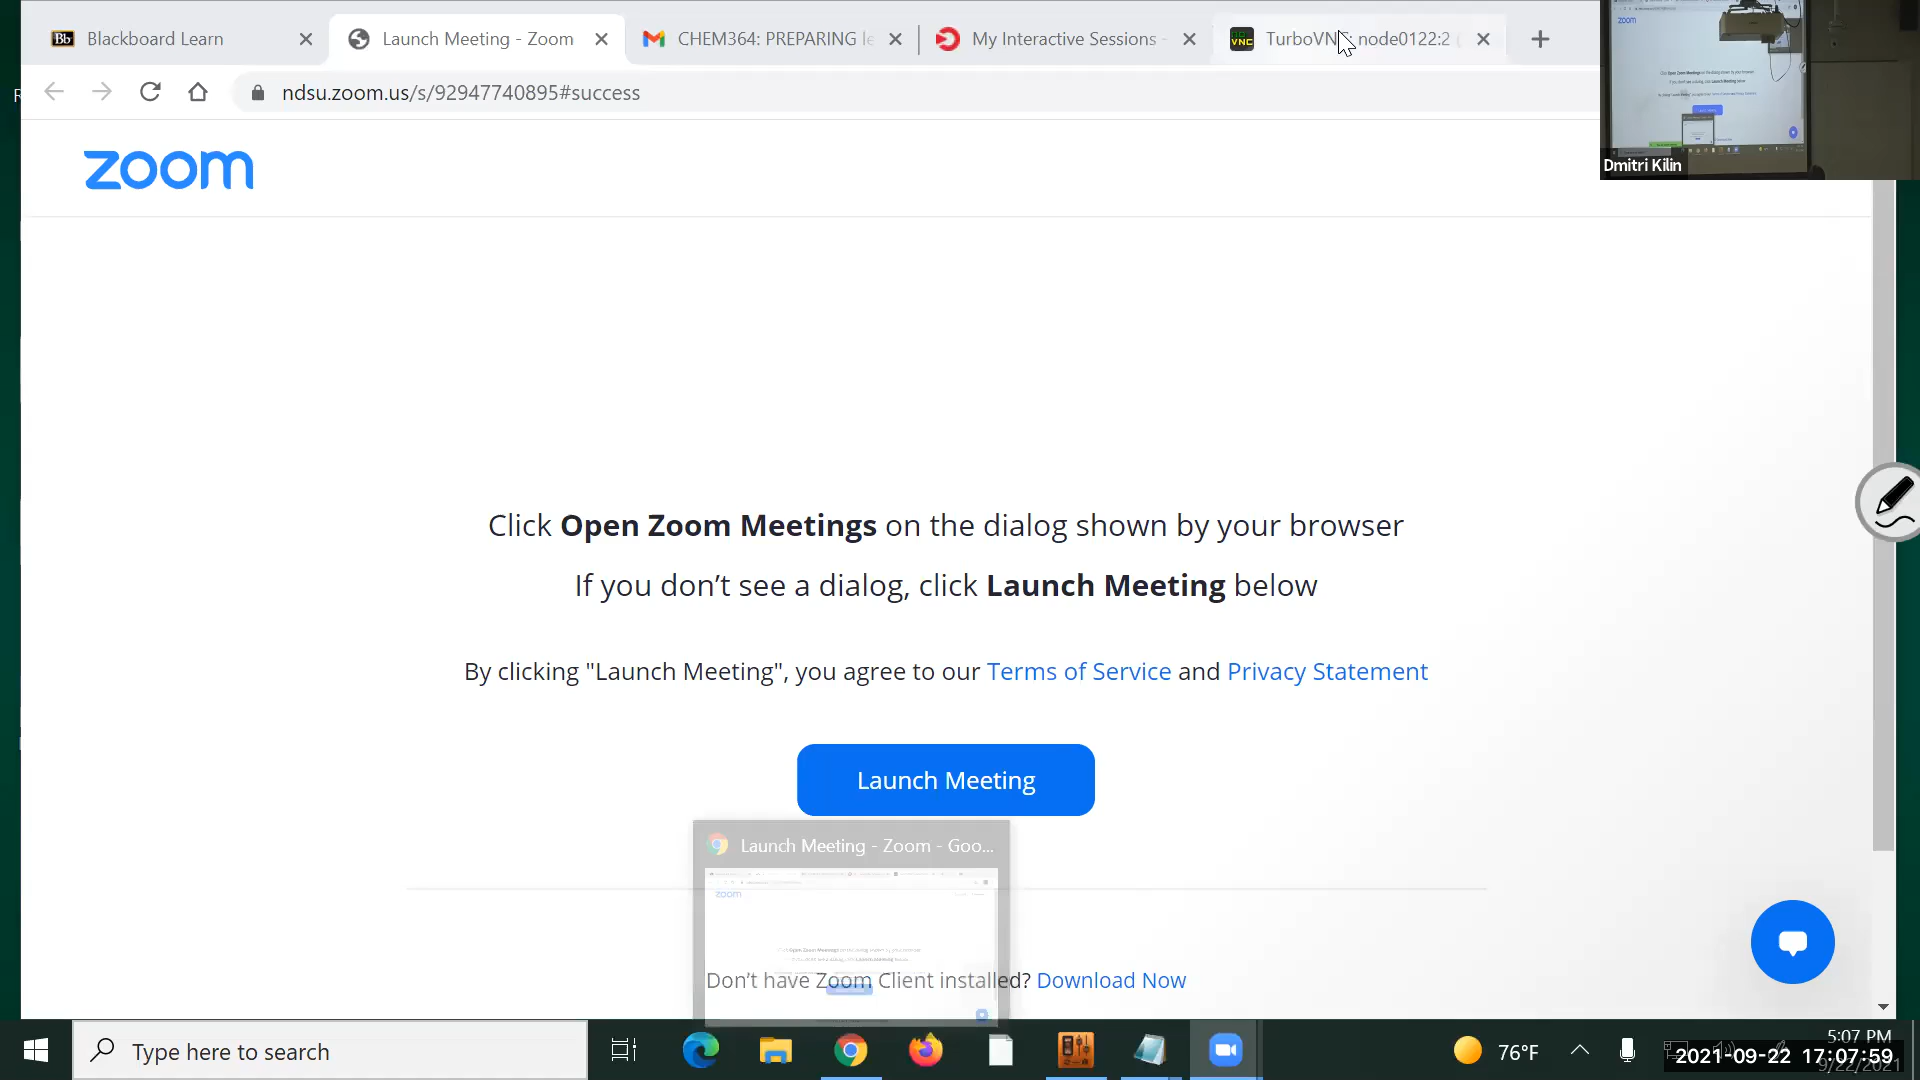 Blackboard Learn
Launch Meeting - Zoom
CHEM364: PREPARING le
My Interactive Sessions -
TurboVNC: node0122:2 (
ndsu.zoom.us/s/92947740895#success
zoom
Dmitri Kilin
Click Open Zoom Meetings on the dialog shown by your browser
If you don’t see a dialog, click Launch Meeting below
By clicking "Launch Meeting", you agree to our Terms of Service and Privacy Statement
Launch Meeting
Launch Meeting - Zoom - Goo...
Don’t have Zoom Client installed? Download Now
Type here to search
76°F
5:07 PM
2021-09-22 17:07:59
9/22/2021